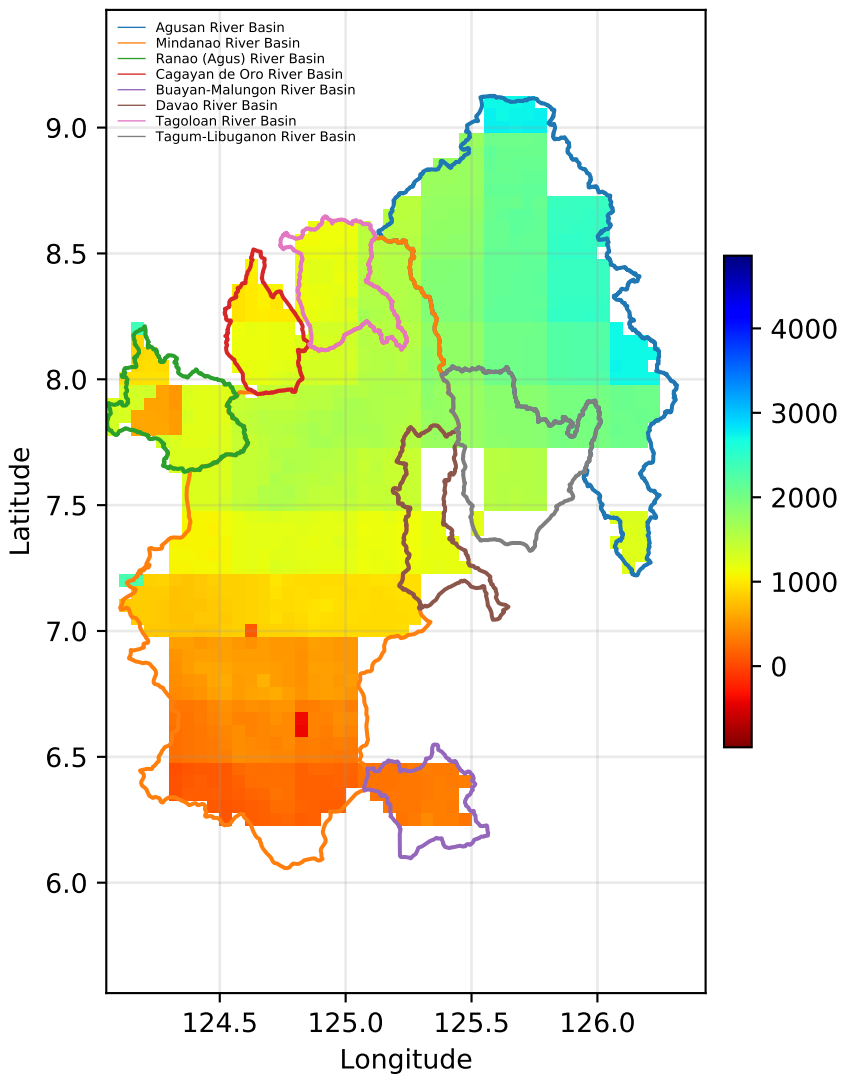 Agusan River Basin
Mindanao River Basin
Ranao (Agus) River Basin
Cagayan de Oro River Basin
Buayan-Malungon River Basin
Davao River Basin
Tagoloan River Basin
Tagum-Libuganon River Basin
9.0
8.5
8.0
7.5
7.0
6.5
6.0
Latitude
124.5 125.0 125.5 126.0
Longitude
4000
3000
2000
1000
0